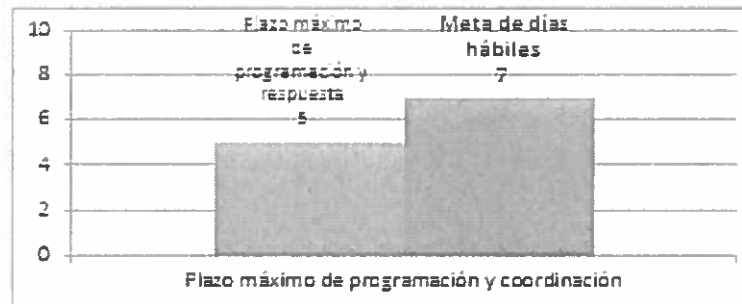 10
8
6
4
2
0
Plazo máximo
de
programación y
respuesta
5
Meta de días
hábiles
7
Plazo máximo de programación y coordinación